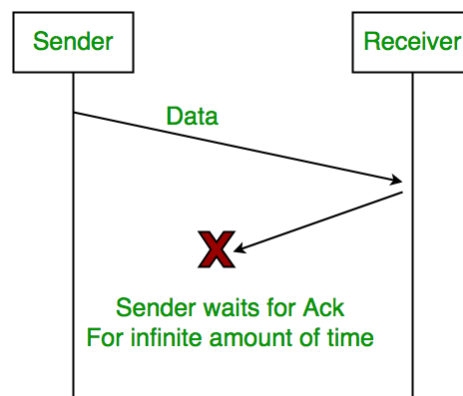 Sender
Receiver
Data
X
Sender waits for Ack
For infinite amount of time